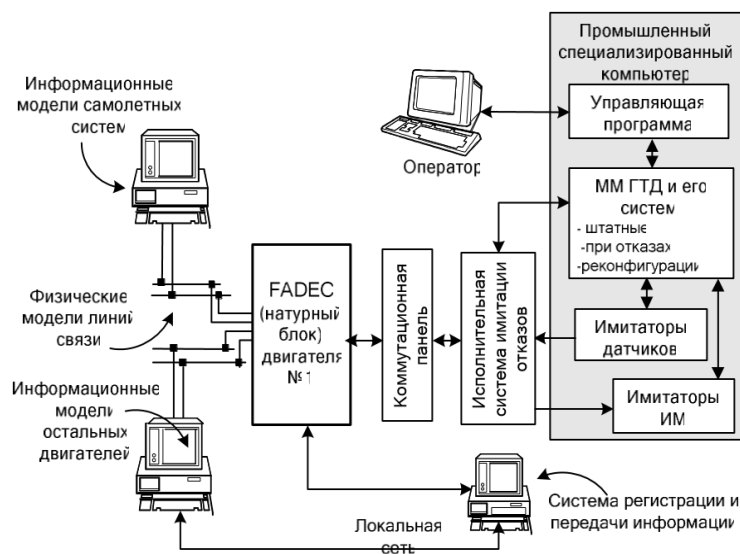 Промышленный
специализированный
компьютер
Управляющая
программа
Информационные
модели самолетных
систем
Оператор
ММ ГТД и его
систем
- штатные
-при отказах
-реконфигурации
FADEC
(натурный
блок)
двигателя
№1
Коммутационная
панель
Исполнительная
система имитации
отказов
Физические
модели линий
связи
Имитаторы
датчиков
Информационные
модели
остальных
двигателей
Имитаторы
ИМ
Система регистрации и
передачи информации
Локальная
сеть